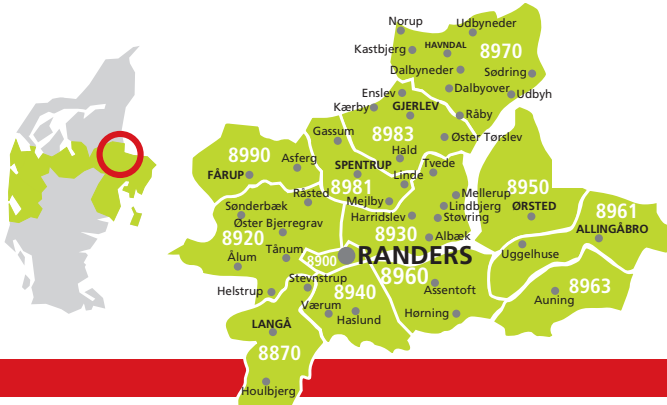 Norup
Udbyneder
Kastbjerg
HAVNDAL
8970
Dalbyneder
Sødring
Enslev
Dalbyover
Udbyh
Kærby
GJERLEV
Råby
Gassum
8983
Øster Tørslev
8990
Asferg
Hald
SPENTRUP
Tvede
FÅRUP
8981
Linde
8950
Råsted
Mellerup
Sønderbæk
Mejlby
Lindbjerg
ØRSTED
8961
Harridslev
Støvring
Øster Bjerregrav
ALLINGÅBRO
8920
8930
Albæk
Tånum
8900
RANDERS
Uggelhuse
Ålum
8960
Stevnstrup
8963
Helstrup
8940
Assentoft
Auning
Værum
Haslund
Hørning
LANGÅ
8870
Houlbjerg